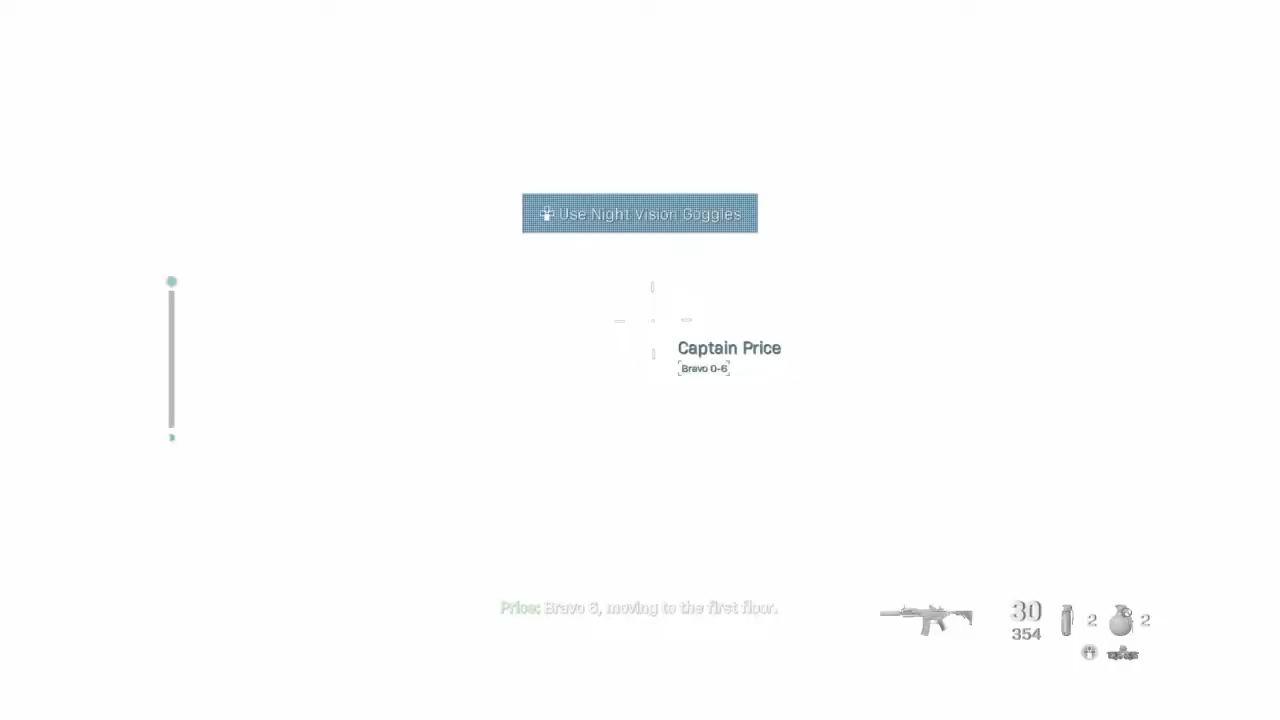 Use Night Vision Goggles
Captain Price
Bravo 0-6
Price: Bravo 6, moving to the first floor.
30
354
2
2